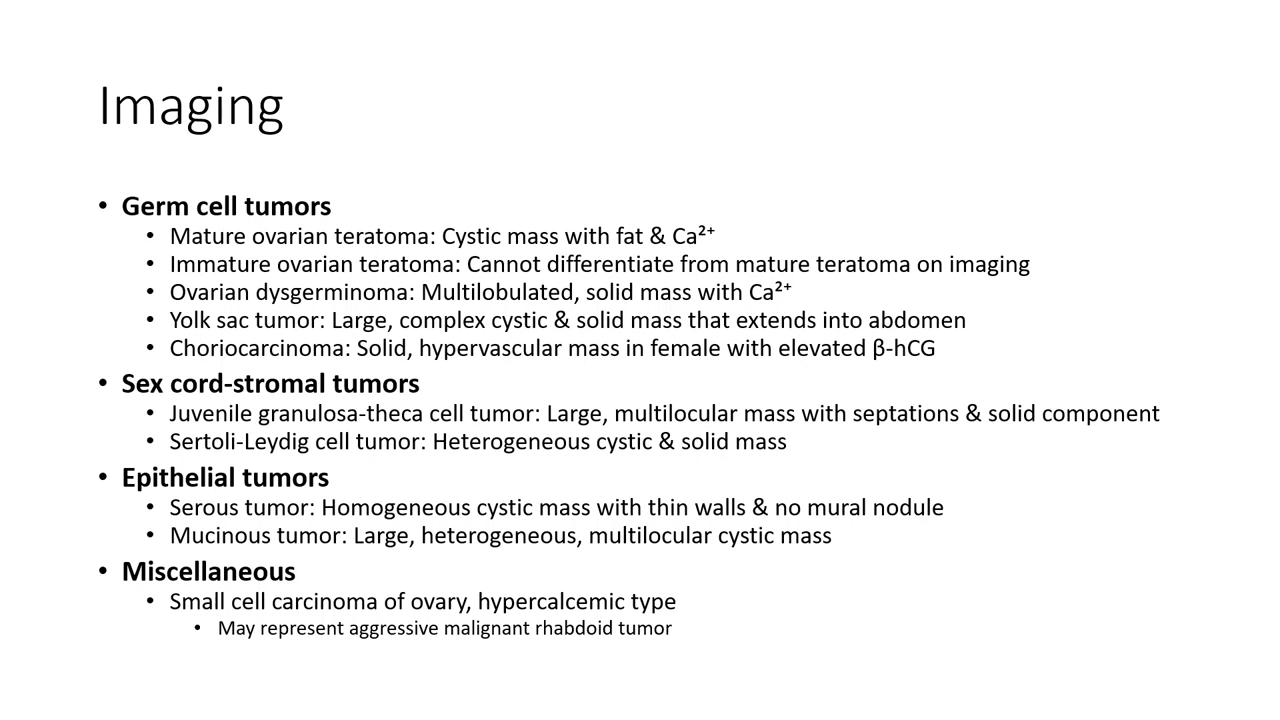 Imaging
• Germ cell tumors
• Mature ovarian teratoma: Cystic mass with fat & Ca²⁺
• Immature ovarian teratoma: Cannot differentiate from mature teratoma on imaging
• Ovarian dysgerminoma: Multilobulated, solid mass with Ca²⁺
• Yolk sac tumor: Large, complex cystic & solid mass that extends into abdomen
• Choriocarcinoma: Solid, hypervascular mass in female with elevated β-hCG
• Sex cord-stromal tumors
• Juvenile granulosa-theca cell tumor: Large, multilocular mass with septations & solid component
• Sertoli-Leydig cell tumor: Heterogeneous cystic & solid mass
• Epithelial tumors
• Serous tumor: Homogeneous cystic mass with thin walls & no mural nodule
• Mucinous tumor: Large, heterogeneous, multilocular cystic mass
• Miscellaneous
• Small cell carcinoma of ovary, hypercalcemic type
• May represent aggressive malignant rhabdoid tumor